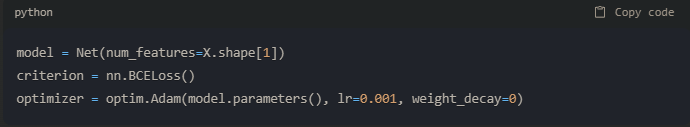 python
Copy code
model = Net(num_features=X.shape[1])
criterion = nn.BCELoss()
optimizer = optim.Adam(model.parameters(), lr=0.001, weight_decay=0)